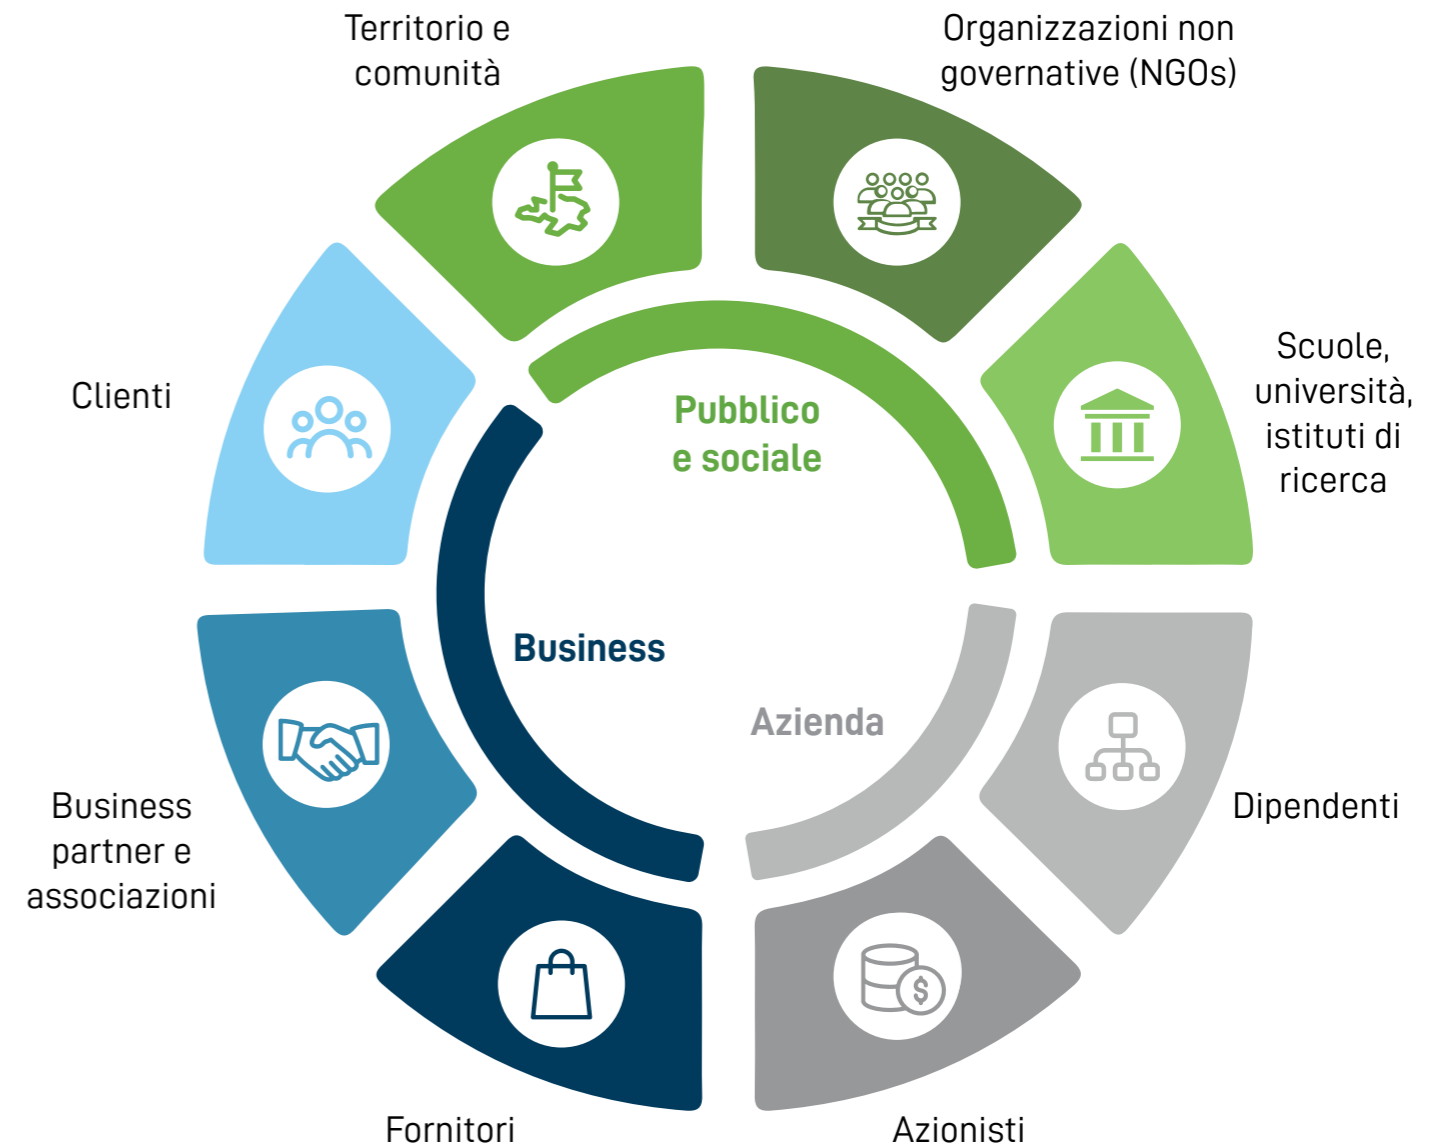 Territorio e
comunità
Organizzazioni non
governative (NGOs)
Scuole,
università,
istituti di
ricerca
Clienti
Pubblico
e sociale
Business
Azienda
$
Business
partner e
associazioni
Dipendenti
Fornitori
Azionisti